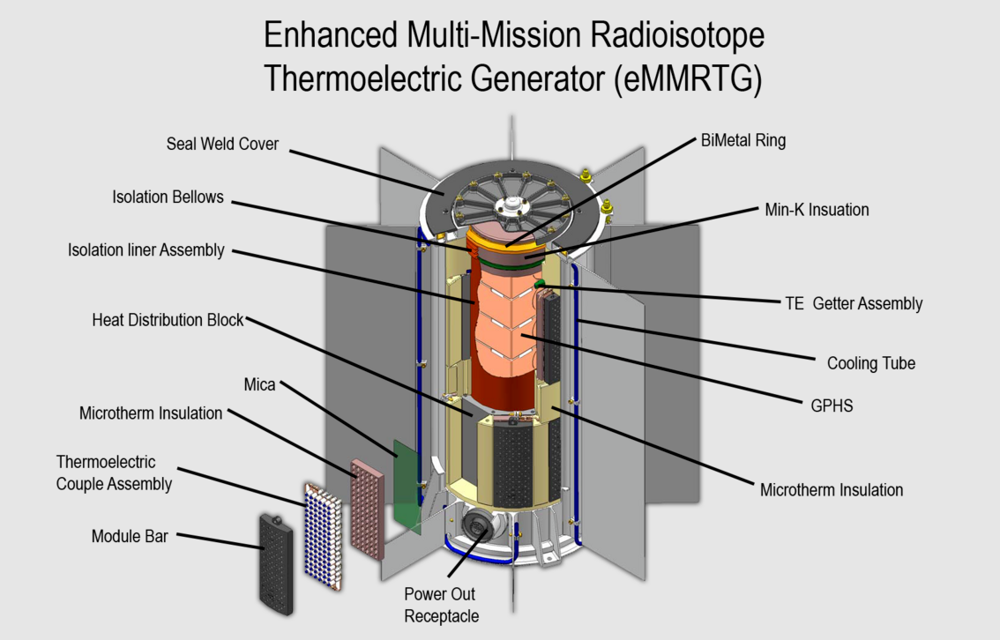 Enhanced Multi-Mission Radioisotope
Thermoelectric Generator (eMMRTG)
Seal Weld Cover
Isolation Bellows
Isolation liner Assembly
Heat Distribution Block
Mica
Microtherm Insulation
Thermoelectric
Couple Assembly
Module Bar
Power Out
Receptacle
BiMetal Ring
Min-K Insuation
TE Getter Assembly
Cooling Tube
GPHS
Microtherm Insulation